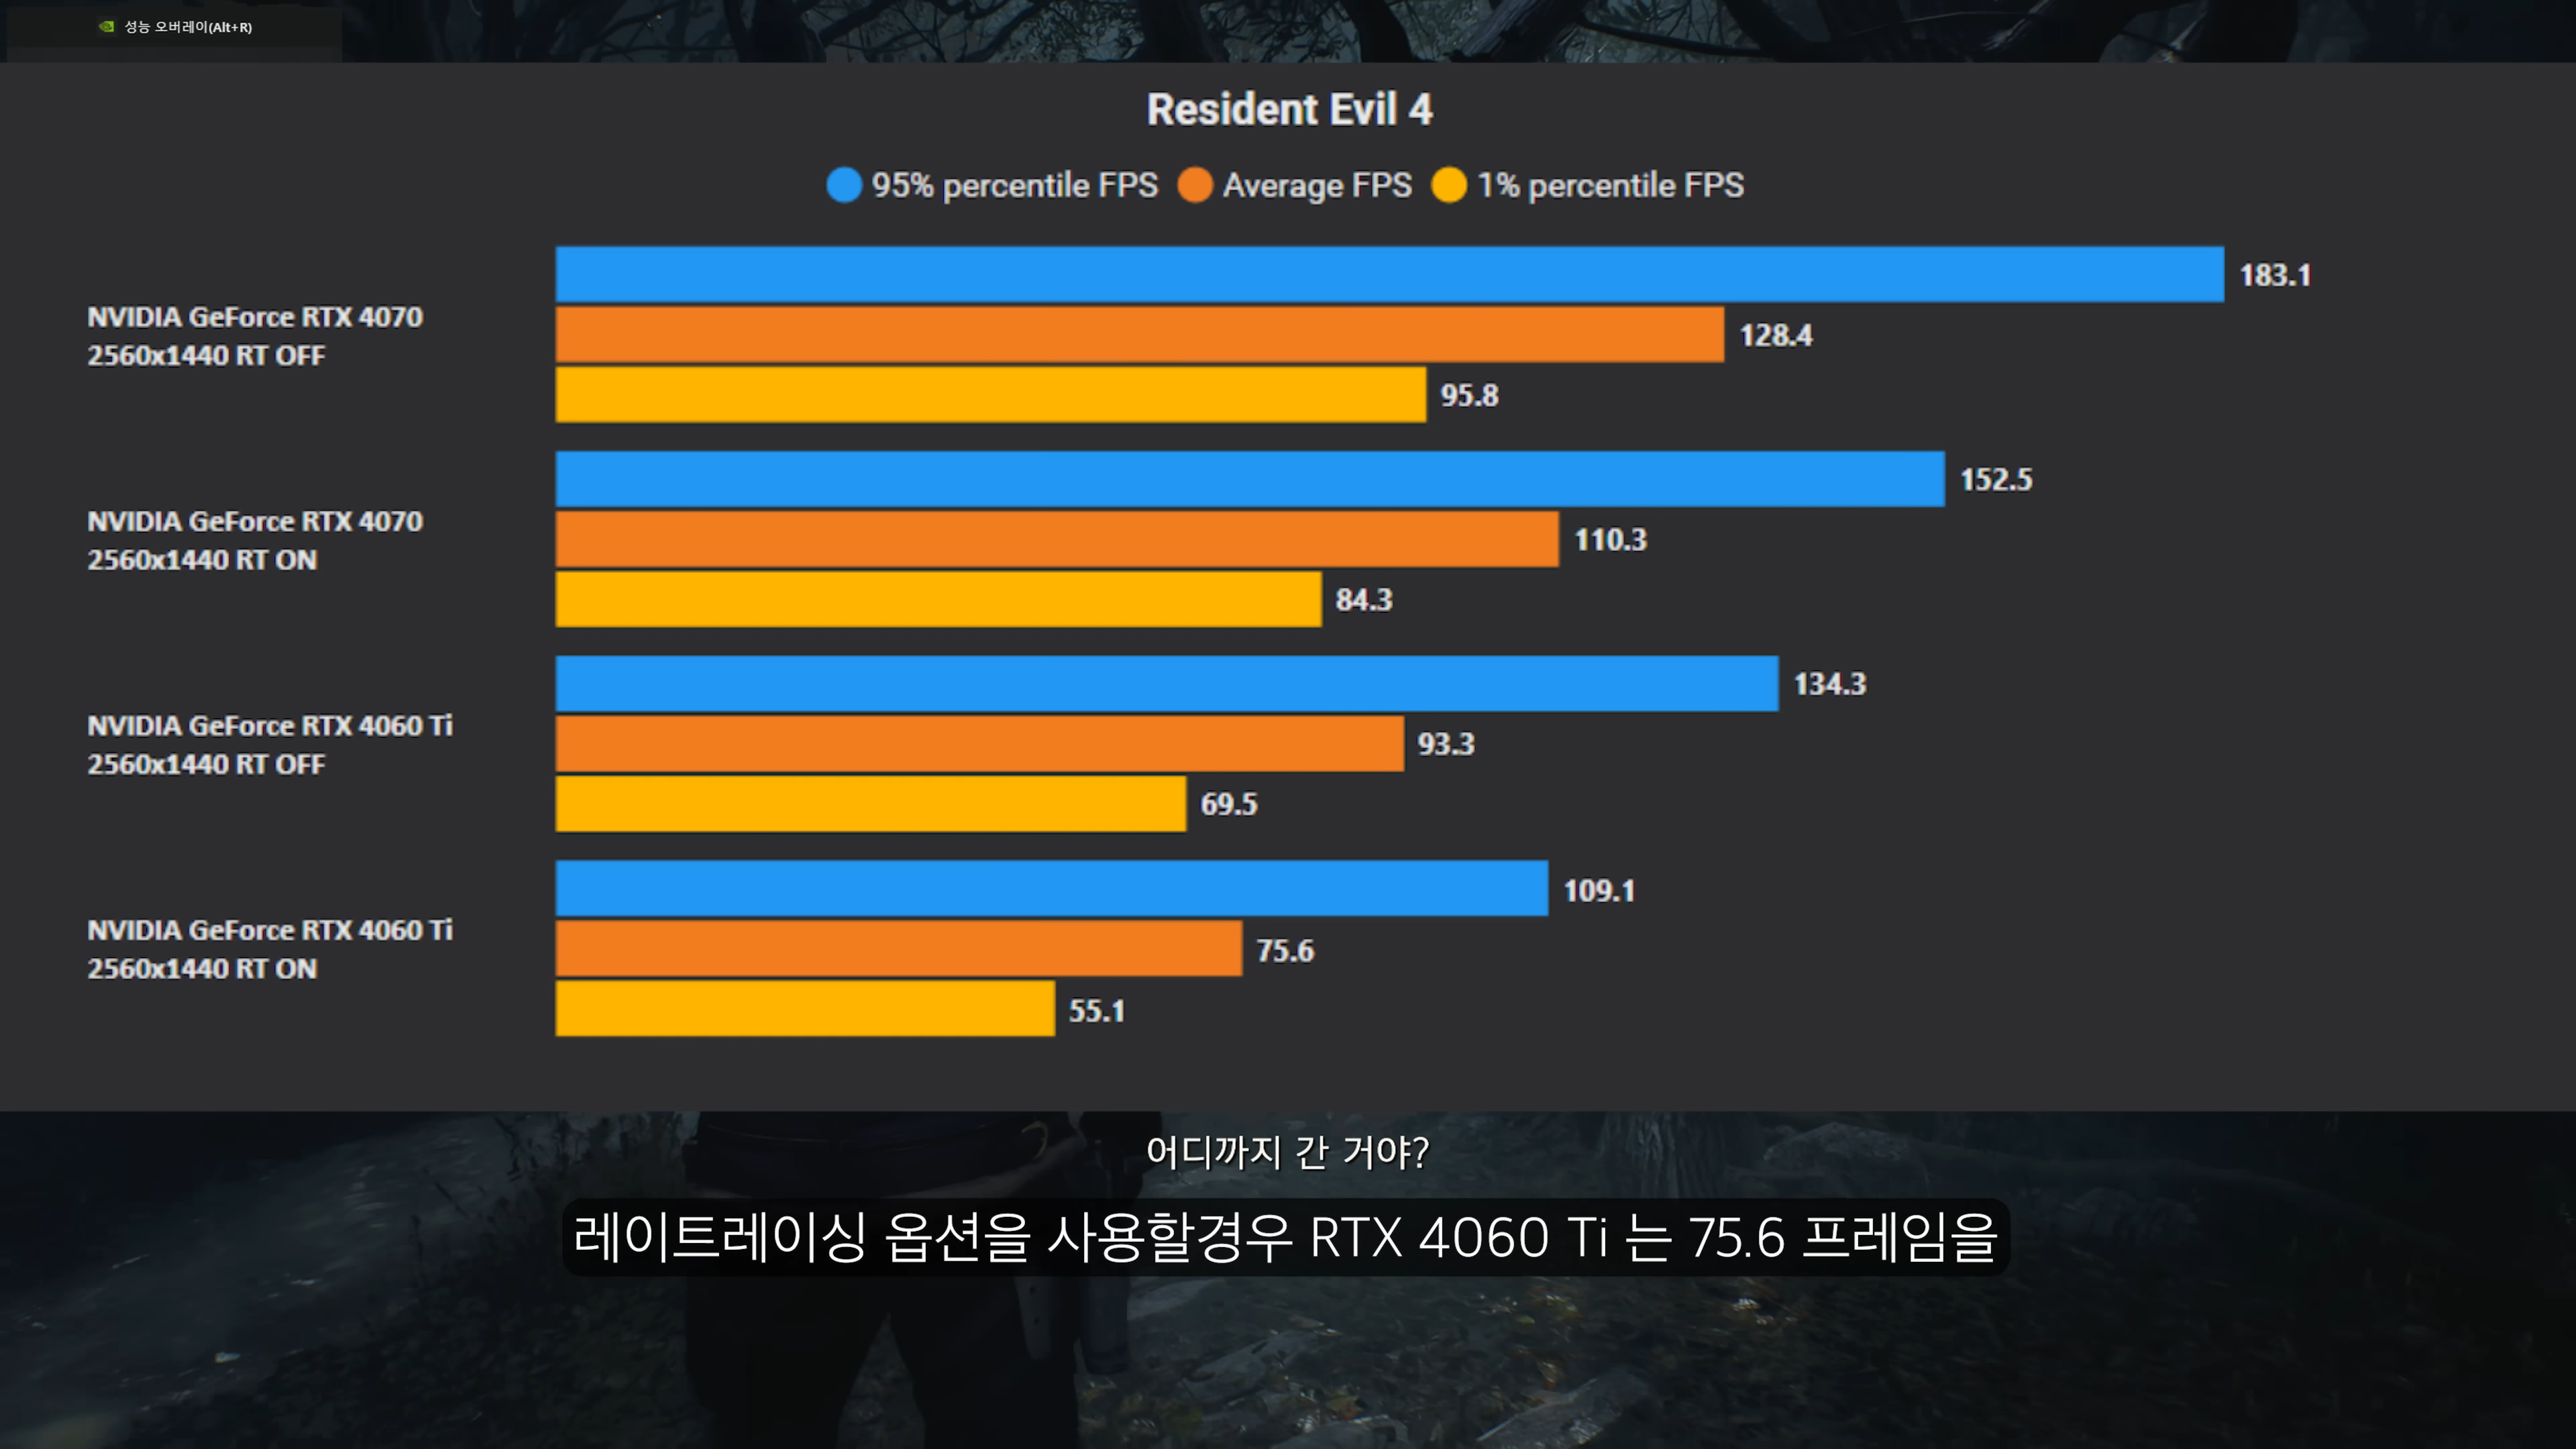 성능 오버레이(Alt+R)
Resident Evil 4
95% percentile FPS Average FPS 1% percentile FPS
183.1
NVIDIA GeForce RTX 4070
2560x1440 RT OFF
128.4
95.8
152.5
NVIDIA GeForce RTX 4070
2560x1440 RT ON
110.3
84.3
134.3
NVIDIA GeForce RTX 4060 Ti
2560x1440 RT OFF
93.3
69.5
109.1
NVIDIA GeForce RTX 4060 Ti
2560x1440 RT ON
75.6
55.1
어디까지 간 거야?
레이트레이싱 옵션을 사용할경우 RTX 4060 Ti 는 75.6 프레임을